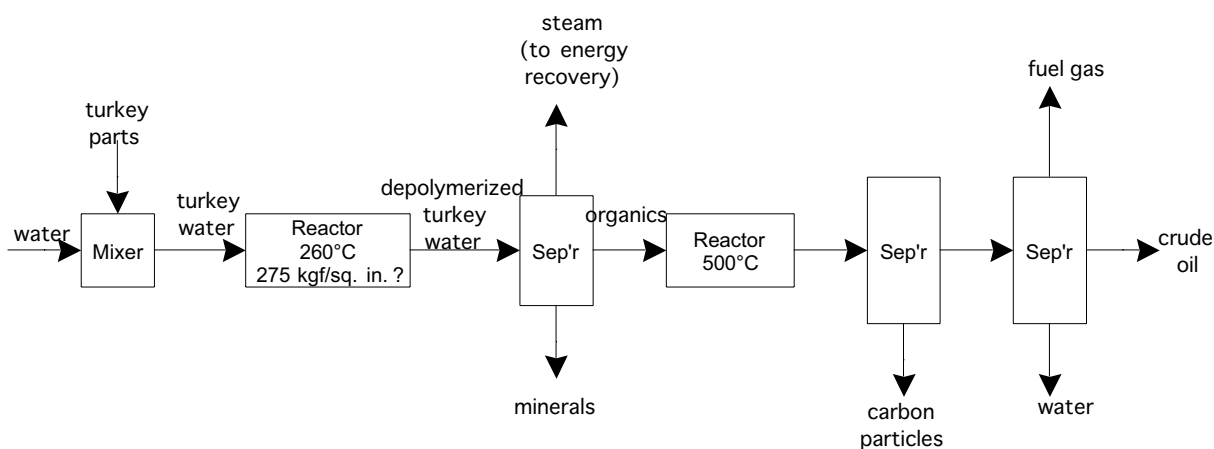 steam
(to energy
recovery)
fuel gas
turkey
parts
turkey
water
depolymerized
turkey
water
organics
water
Mixer
Reactor
260°C
275 kgf/sq. in. ?
Sep'r
Reactor
500°C
Sep'r
Sep'r
crude
oil
minerals
carbon
particles
water